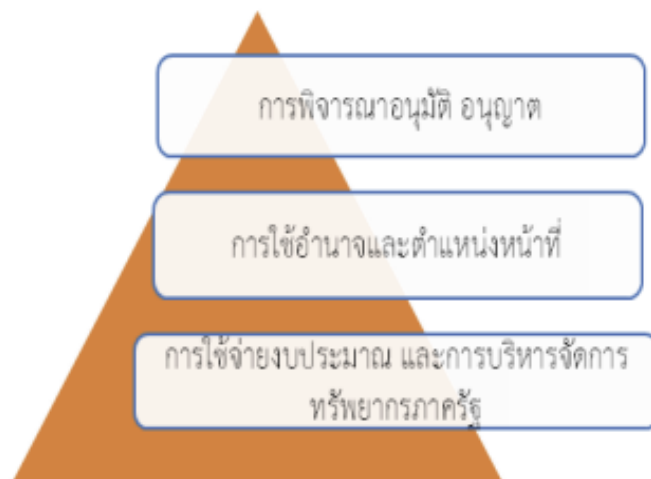 การพิจารณาอนุมัติ อนุญาต
การใช้อำนาจและตำแหน่งหน้าที่
การใช้จ่ายงบประมาณ และการบริหารจัดการ
ทรัพยากรภาครัฐ